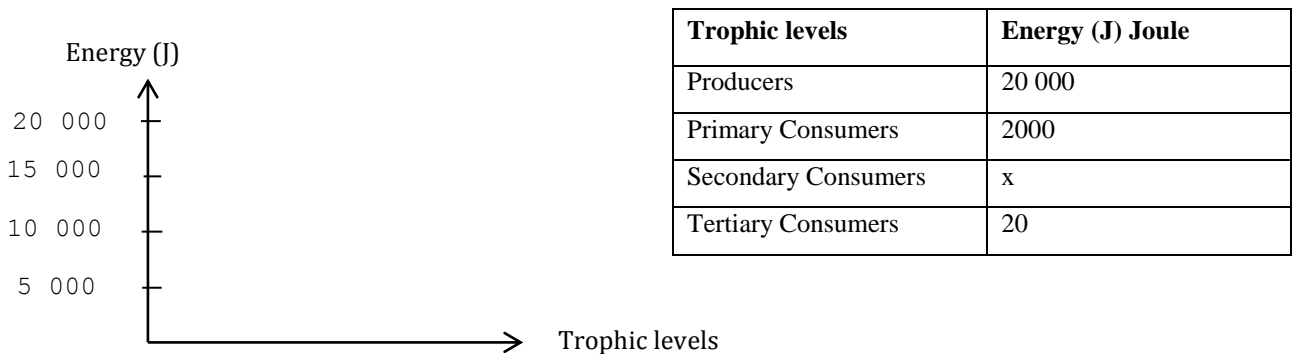 Energy (J)
20 000
15 000
10 000
5 000
Trophic levels
Trophic levels Energy (J) Joule
Producers 20 000
Primary Consumers 2000
Secondary Consumers x
Tertiary Consumers 20